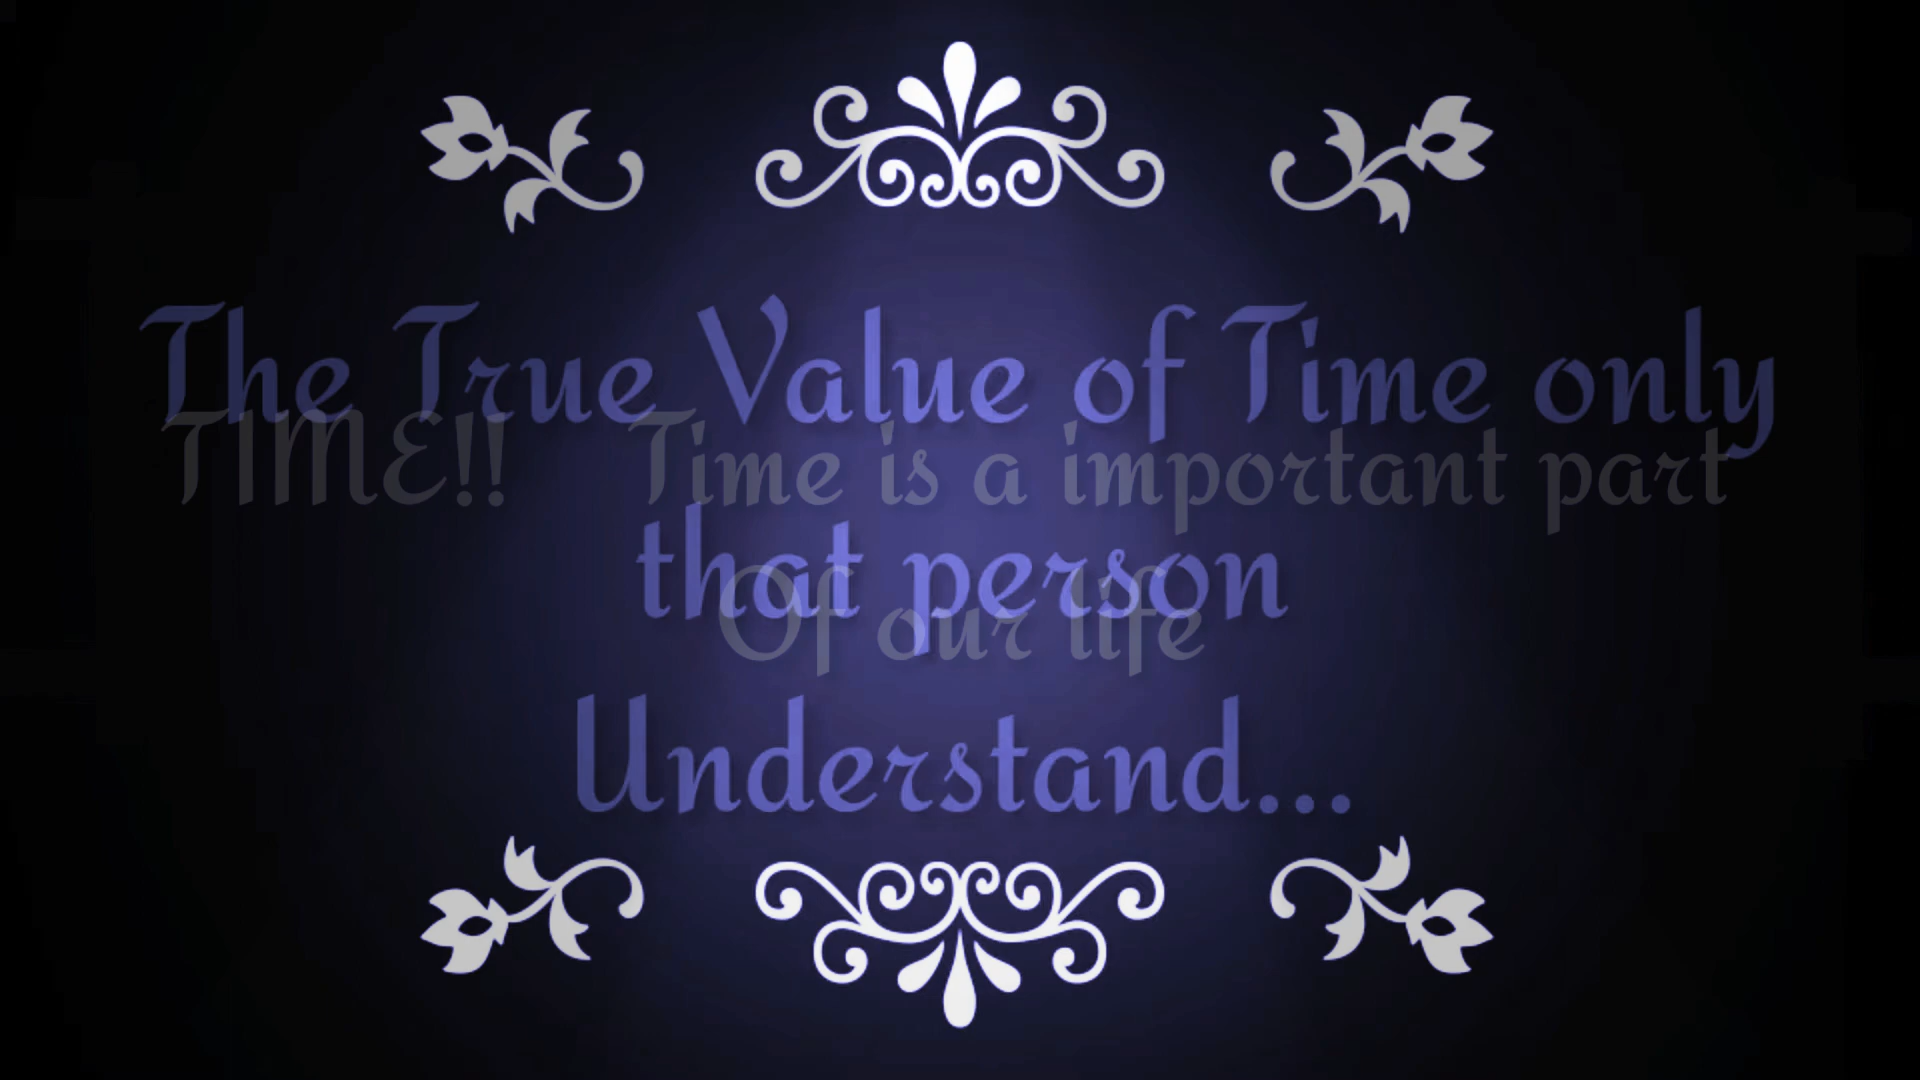 The True Value of Time only
TIME!! Time is a important part
that person
Of our life
Understand...